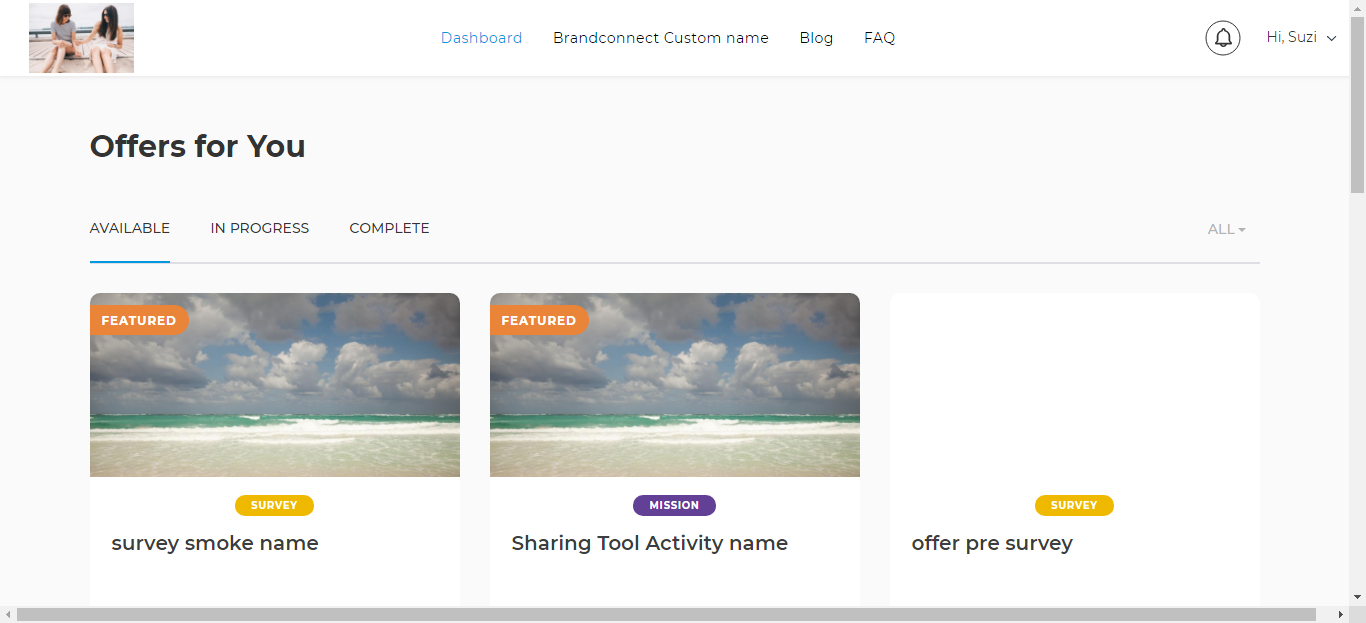 Dashboard Brandconnect Custom name Blog FAQ Hi, Suzi
Offers for You
AVAILABLE IN PROGRESS COMPLETE ALL
FEATURED FEATURED
SURVEY MISSION SURVEY
survey smoke name Sharing Tool Activity name offer pre survey